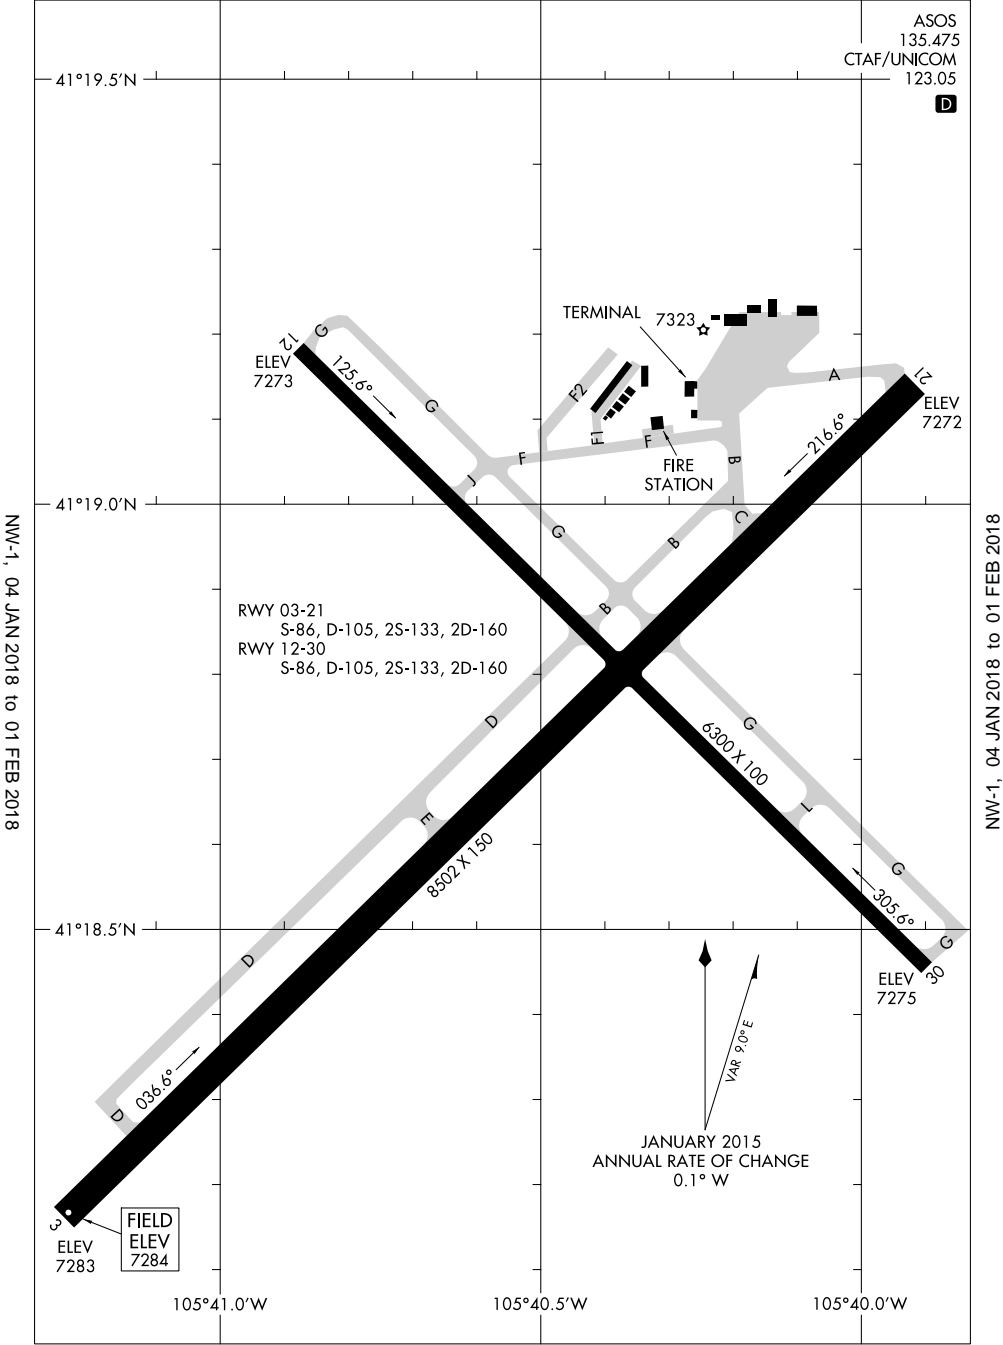 ASOS
135.475
CTAF/UNICOM
123.05
D
41°19.5'N
TERMINAL
7323
12
G
ELEV
7273
125.6°
G
F2
F1
F
F
FIRE
STATION
A
21
ELEV
7272
216.6°
B
J
41°19.0'N
C
G
B
B
RWY 03-21
S-86, D-105, 2S-133, 2D-160
RWY 12-30
S-86, D-105, 2S-133, 2D-160
D
G
6300 X 100
L
E
8502 X 150
G
305.6°
41°18.5'N
G
30
ELEV
7275
D
VAR 9.0° E
036.6°
D
JANUARY 2015
ANNUAL RATE OF CHANGE
0.1° W
3
ELEV
7283
FIELD
ELEV
7284
105°41.0'W
105°40.5'W
105°40.0'W
NW-1, 04 JAN 2018 to 01 FEB 2018
NW-1, 04 JAN 2018 to 01 FEB 2018